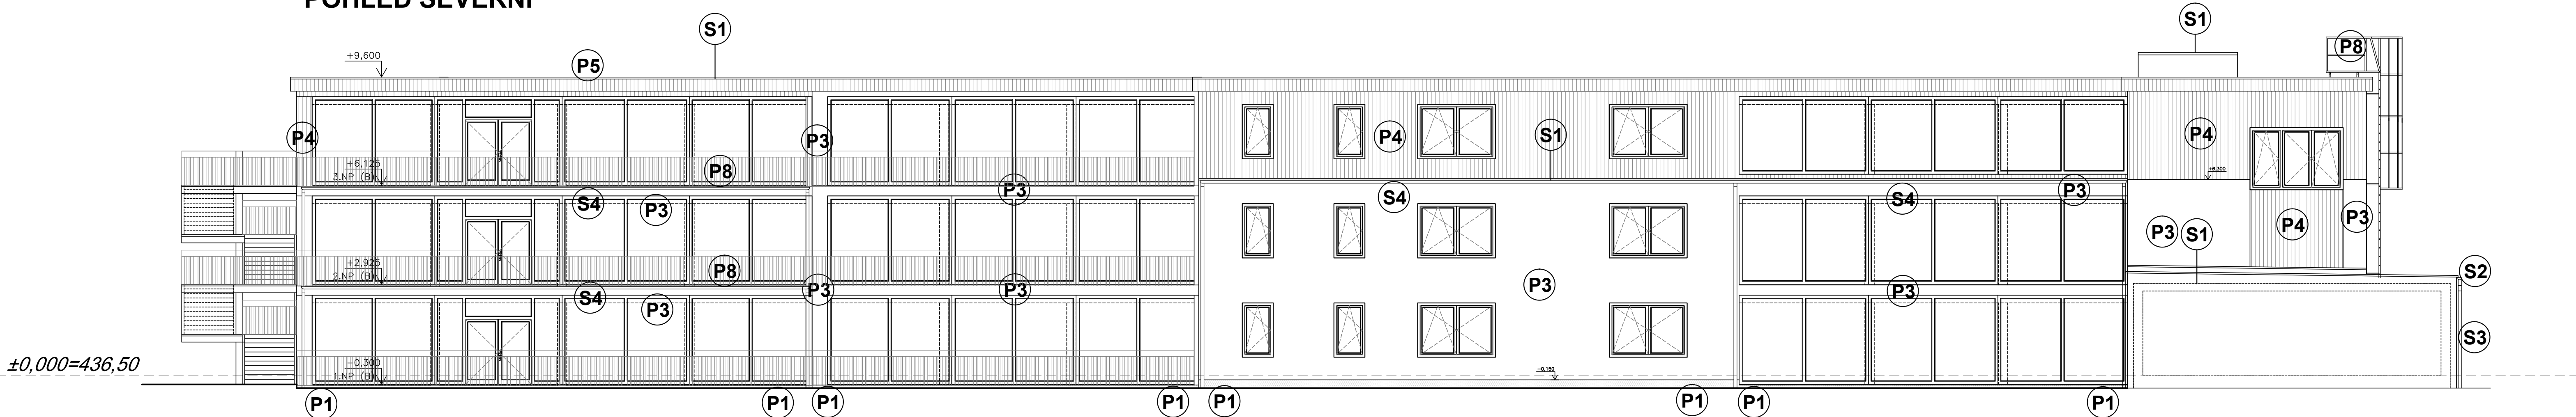 POHLED SEVERNÍ
S1
S1
P8
+9,600
P5
P4
P3
P4
S1
P4
+6,125
3.NP (B)
P8
+6,300
S4
P3
P3
S4
S4
P3
P3
S1
P4
P3
+2,925
2.NP (B)
P8
S2
S4
P3
P3
P3
P3
P3
S3
±0,000=436,50
-0,300
1.NP (B)
-0,150
P1
P1
P1
P1
P1
P1
P1
P1